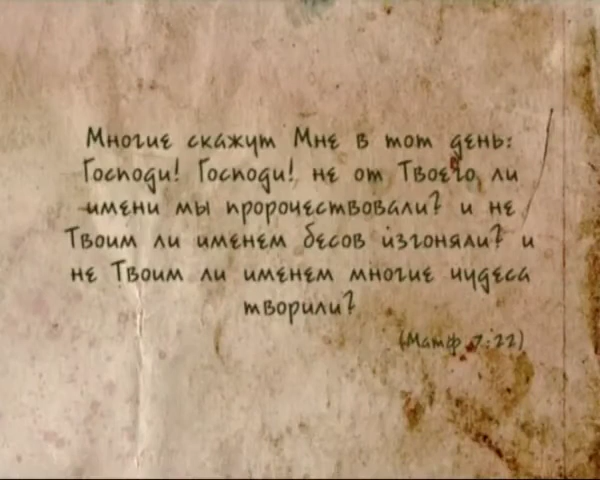 Многие скажут Мне в тот день:
Господи! Господи! не от Твоего ли
имени мы пророчествовали? и не
Твоим ли именем бесов изгоняли? и
не Твоим ли именем многие чудеса
творили?
(Матф 7:22)